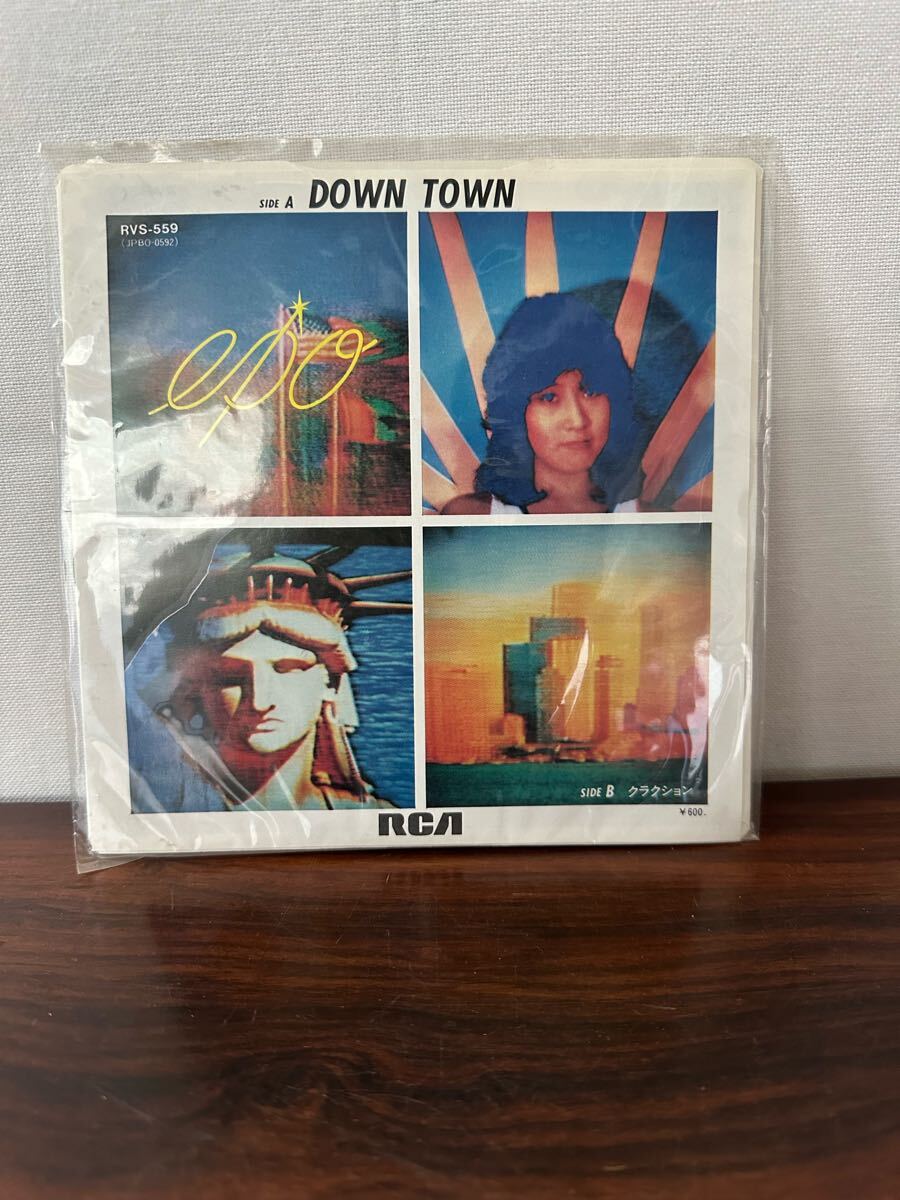 SIDE A DOWN TOWN
RVS-559
(JPBO-0592)
epo
SIDE B クラクション
¥600.
RCA